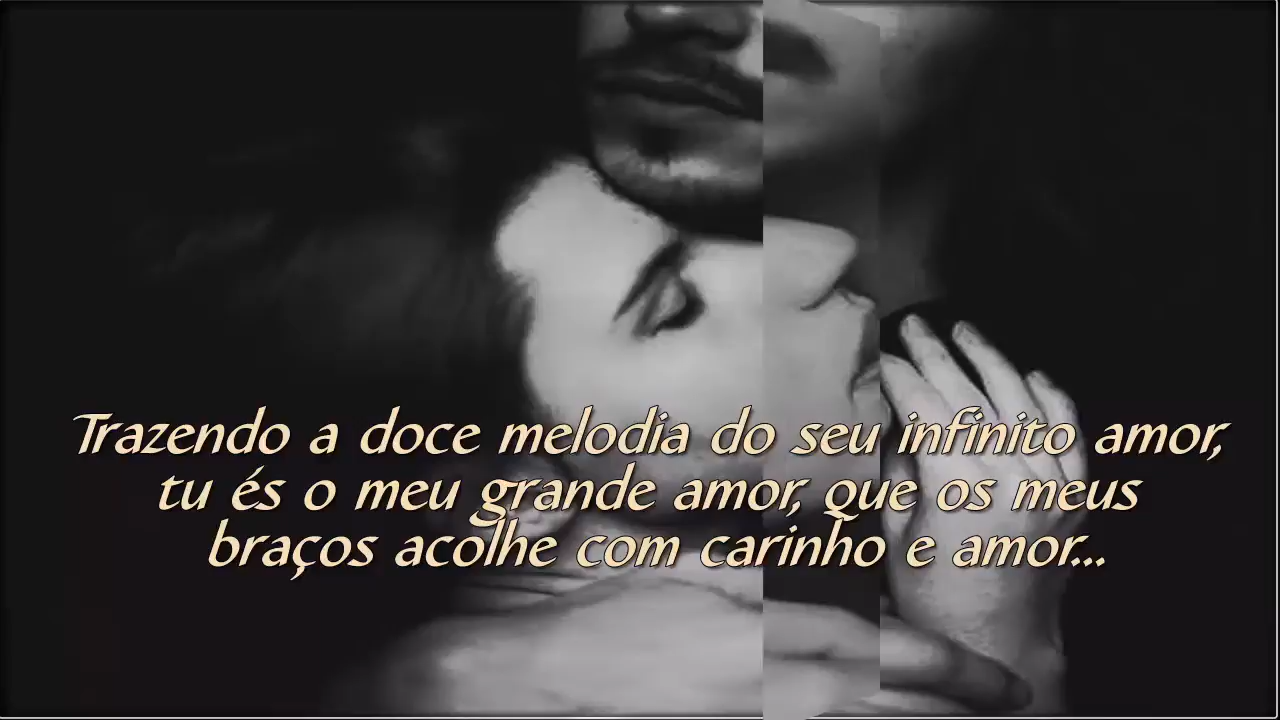 Trazendo a doce melodia do seu infinito amor,
tu és o meu grande amor, que os meus
braços acolhe com carinho e amor...